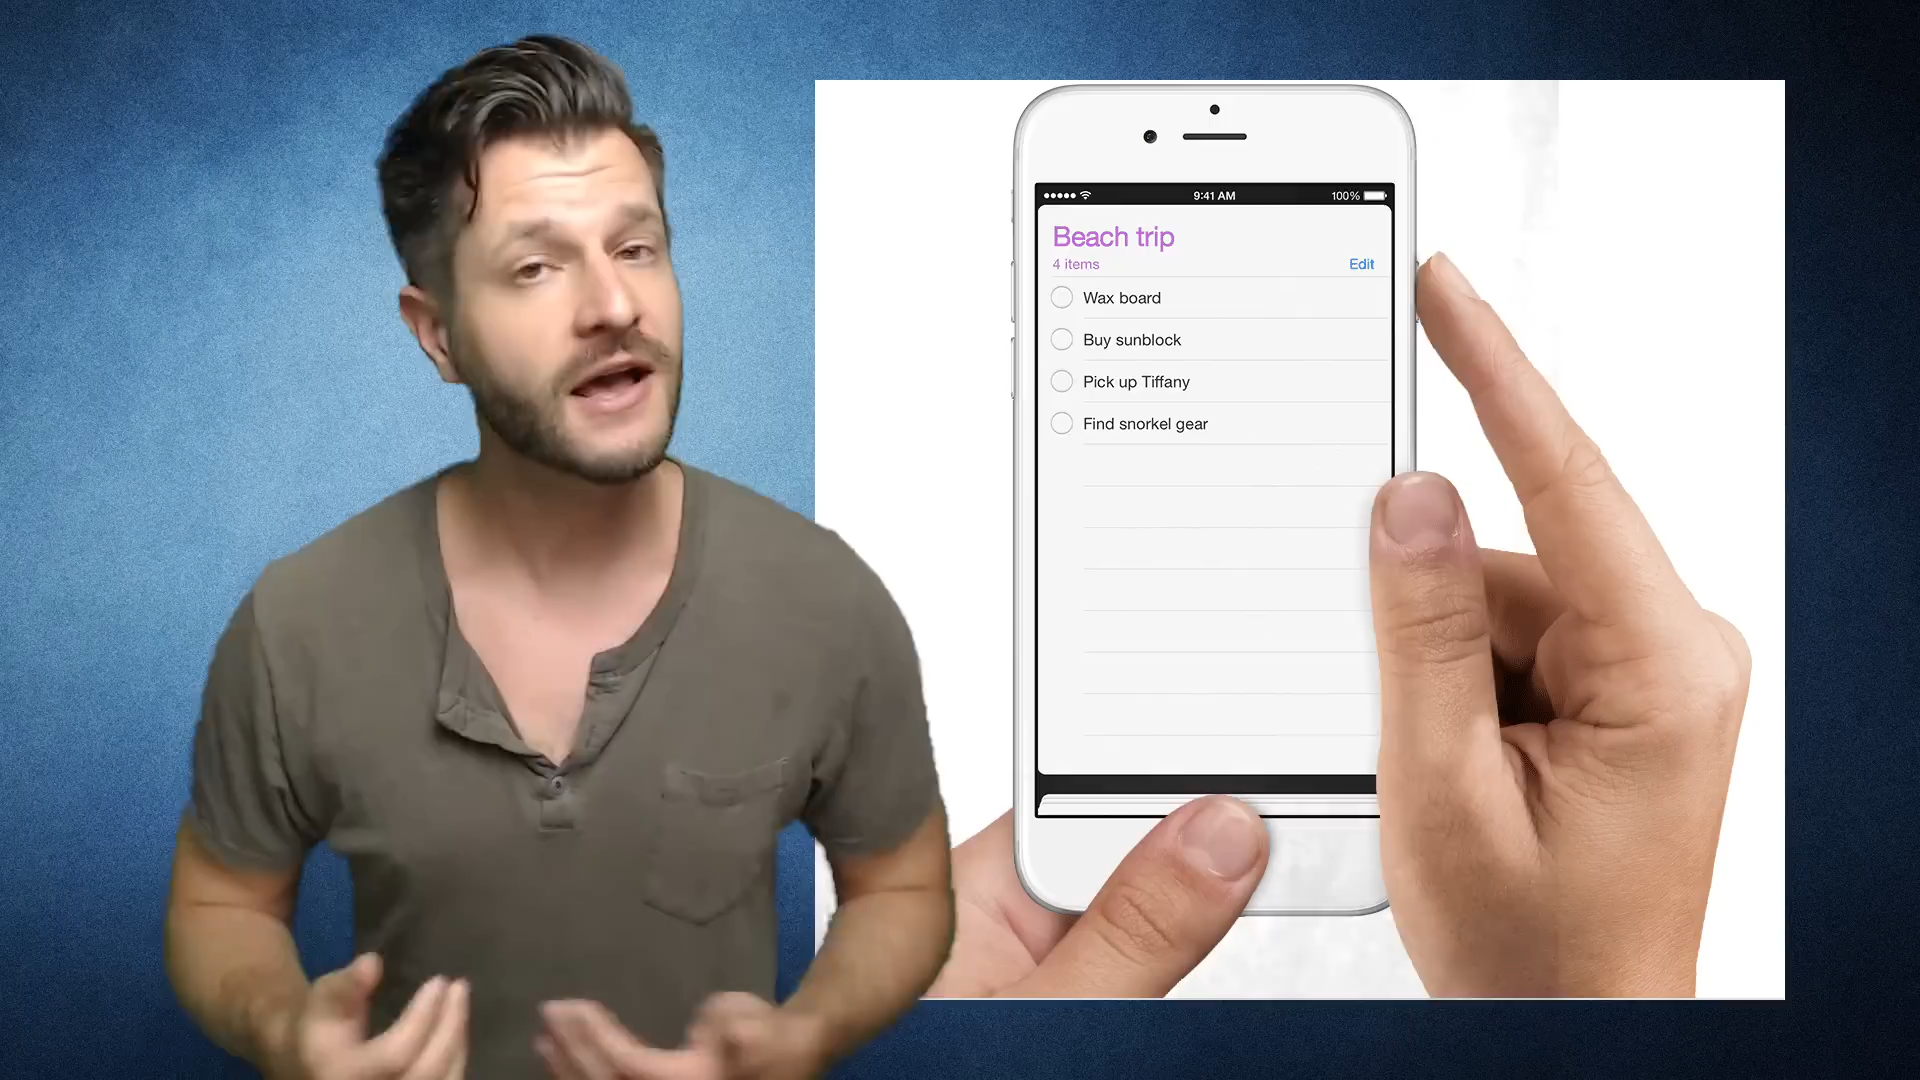 9:41 AM 100%
Beach trip
4 items Edit
Wax board
Buy sunblock
Pick up Tiffany
Find snorkel gear